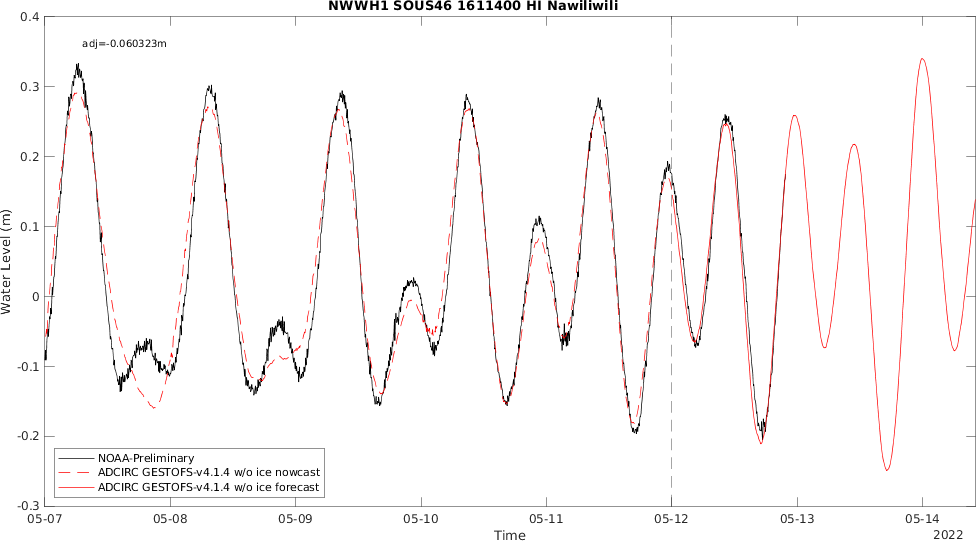 NWWH1 SOUS46 1611400 HI Nawiliwili
0.4
adj=-0.060323m
0.3
0.2
0.1
0
-0.1
-0.2
-0.3
Water Level (m)
NOAA-Preliminary
ADCIRC GESTOFS-v4.1.4 w/o ice nowcast
ADCIRC GESTOFS-v4.1.4 w/o ice forecast
05-07 05-08 05-09 05-10 05-11 05-12 05-13 05-14
Time
2022